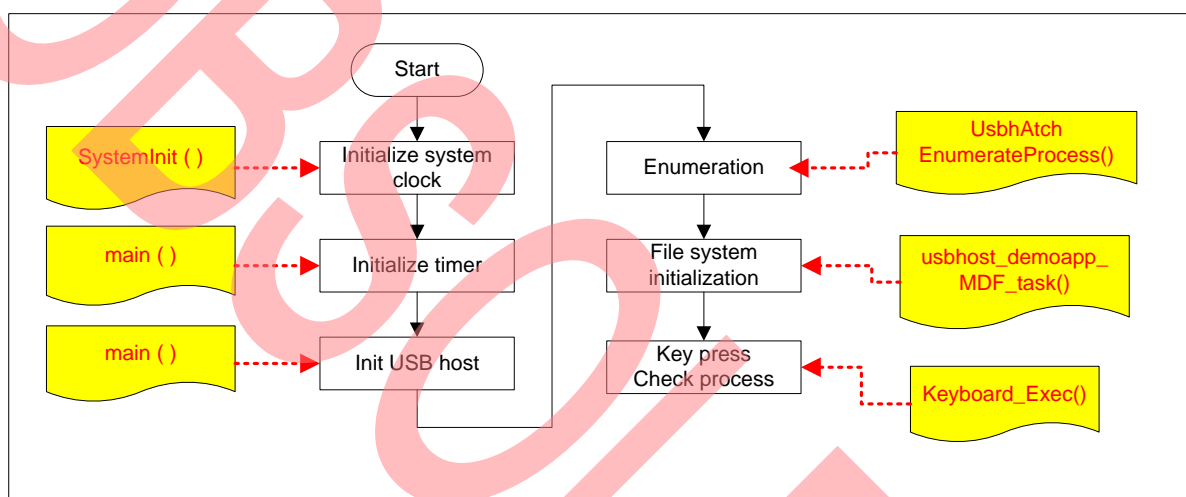 Start
SystemInit ( )
Initialize system
clock
main ( )
Initialize timer
main ( )
Init USB host
Enumeration
UsbhAtch
EnumerateProcess()
File system
initialization
usbhost_demoapp_
MDF_task()
Key press
Check process
Keyboard_Exec()